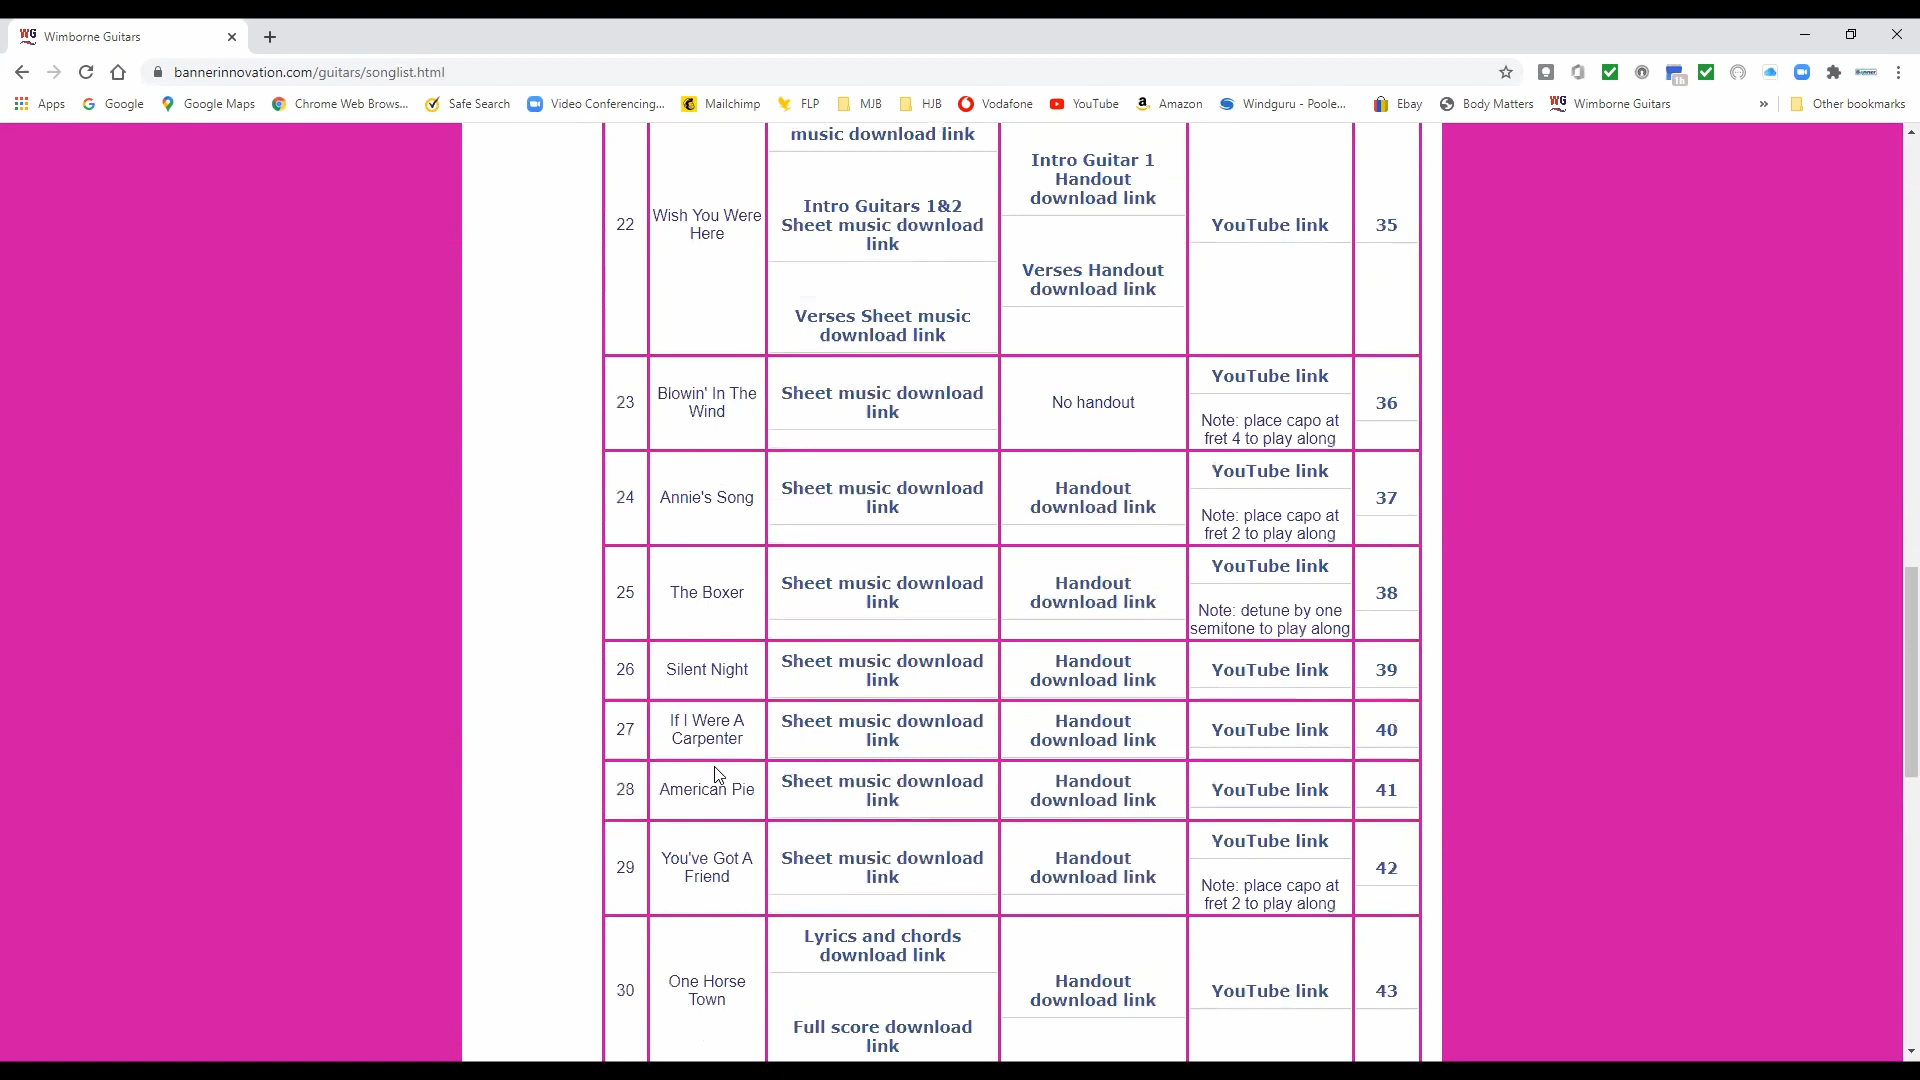 WG Wimborne Guitars
bannerinnovation.com/guitars/songlist.html
1h
Apps Google Google Maps Chrome Web Brows... Safe Search Video Conferencing... Mailchimp FLP MJB HJB Vodafone YouTube Amazon Windguru - Poole... Ebay Body Matters WG Wimborne Guitars » Other bookmarks
music download link
Intro Guitar 1
Handout
download link
22
Wish You Were
Here
Intro Guitars 1&2
Sheet music download
link
YouTube link
35
Verses Handout
download link
Verses Sheet music
download link
23
Blowin' In The
Wind
Sheet music download
link
No handout
YouTube link
Note: place capo at
fret 4 to play along
36
24
Annie's Song
Sheet music download
link
Handout
download link
YouTube link
Note: place capo at
fret 2 to play along
37
25
The Boxer
Sheet music download
link
Handout
download link
YouTube link
Note: detune by one
semitone to play along
38
26
Silent Night
Sheet music download
link
Handout
download link
YouTube link
39
27
If I Were A
Carpenter
Sheet music download
link
Handout
download link
YouTube link
40
28
American Pie
Sheet music download
link
Handout
download link
YouTube link
41
29
You've Got A
Friend
Sheet music download
link
Handout
download link
YouTube link
Note: place capo at
fret 2 to play along
42
30
One Horse
Town
Lyrics and chords
download link
Full score download
link
Handout
download link
YouTube link
43